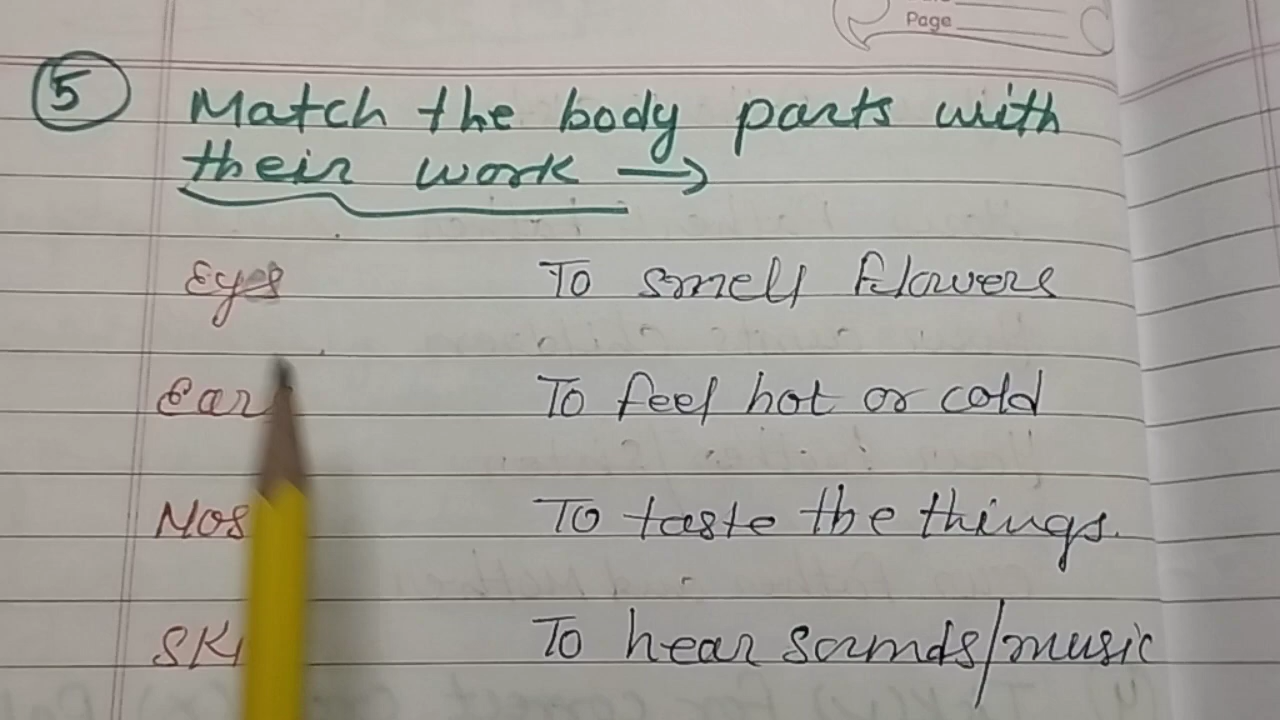 Page
5 Match the body parts with
their work →
Eyes To smell flowers
Ear To feel hot or cold
Nos To taste the things.
Ski To hear sounds/music